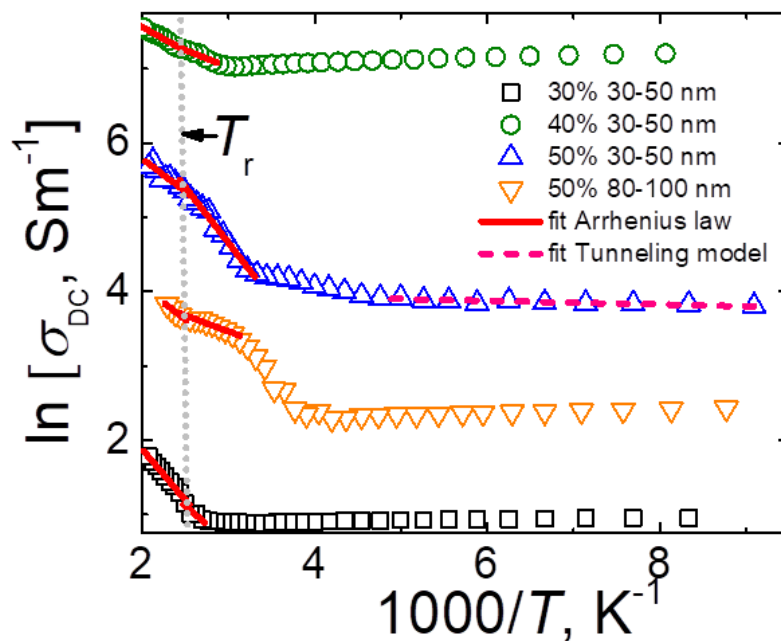 ln [σDC, Sm⁻¹]
6
4
2
Tr
30% 30-50 nm
40% 30-50 nm
50% 30-50 nm
50% 80-100 nm
fit Arrhenius law
fit Tunneling model
2 4 6 8
1000/T, K⁻¹